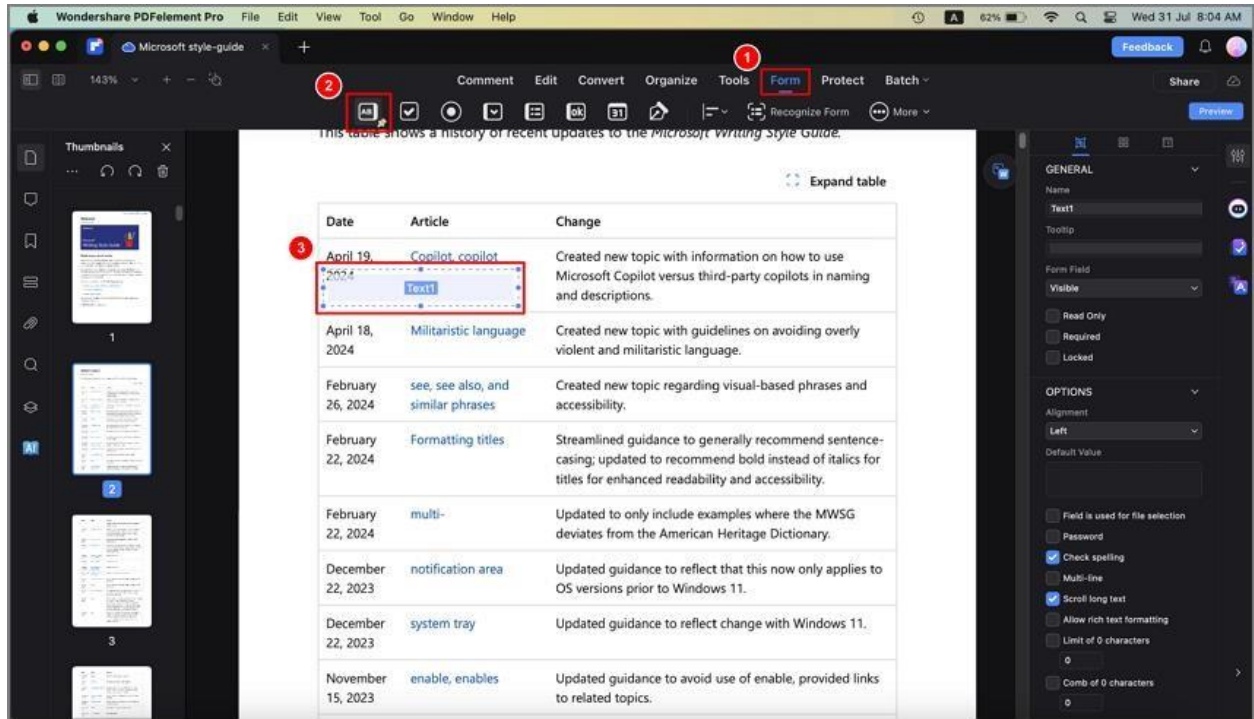 Wondershare PDFelement Pro File Edit View Tool Go Window Help
A 62% Wed 31 Jul 8:04 AM
Microsoft style-guide × +
Feedback
1
143% + −
Comment Edit Convert Organize Tools Form Protect Batch
Share
2
AB ok 31 Recognize Form More
Preview
This table shows a history of recent updates to the Microsoft Writing Style Guide.
Thumbnails ×
Expand table
Date Article Change
3
April 19, 2024
Copilot, copilot
Text1
Created new topic with information on how to use
Microsoft Copilot versus third-party copilots in naming
and descriptions.
April 18,
2024
Militaristic language
Created new topic with guidelines on avoiding overly
violent and militaristic language.
February
26, 2024
see, see also, and
similar phrases
Created new topic regarding visual-based phrases and
accessibility.
February
22, 2024
Formatting titles
Streamlined guidance to generally recommend sentence-
casing; updated to recommend bold instead of italics for
titles for enhanced readability and accessibility.
February
22, 2024
multi-
Updated to only include examples where the MWSG
deviates from the American Heritage Dictionary.
December
22, 2023
notification area
Updated guidance to reflect that this now only applies to
OS versions prior to Windows 11.
December
22, 2023
system tray
Updated guidance to reflect change with Windows 11.
November
15, 2023
enable, enables
Updated guidance to avoid use of enable, provided links
to related topics.
1
2
3
AI
GENERAL
Name
Text1
Tooltip
Form Field
Visible
Read Only
Required
Locked
OPTIONS
Alignment
Left
Default Value
Field is used for file selection
Password
Check spelling
Multi-line
Scroll long text
Allow rich text formatting
Limit of 0 characters
0
Comb of 0 characters
0